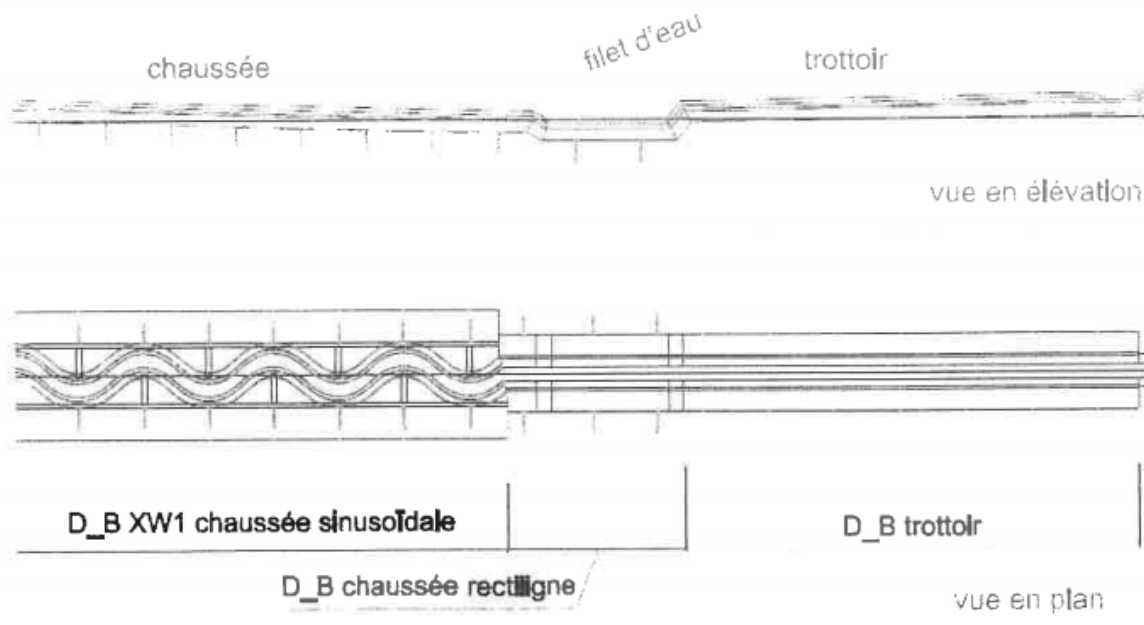 chaussée
filet d'eau
trottoir
vue en élévation
D_B XW1 chaussée sinusoïdale
D_B trottoir
D_B chaussée rectiligne
vue en plan